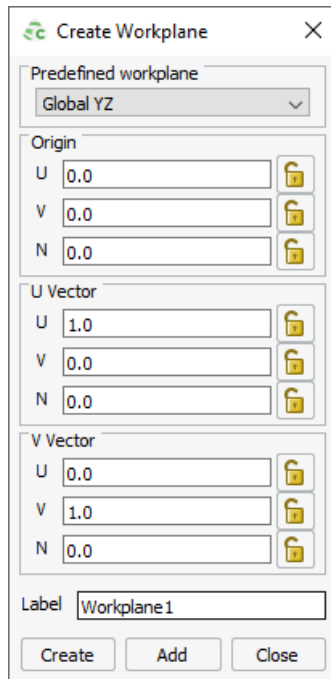 Create Workplane
Predefined workplane
Global YZ
Origin
U 0.0
V 0.0
N 0.0
U Vector
U 1.0
V 0.0
N 0.0
V Vector
U 0.0
V 1.0
N 0.0
Label Workplane1
Create Add Close